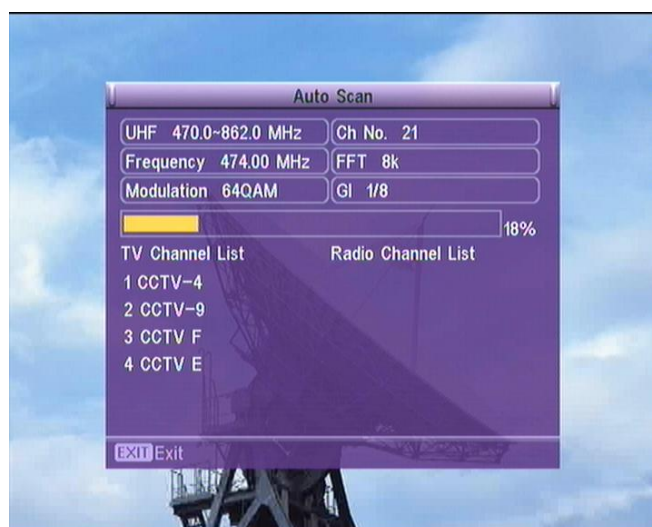 Auto Scan
UHF 470.0~862.0 MHz
Ch No. 21
Frequency 474.00 MHz
FFT 8k
Modulation 64QAM
GI 1/8
18%
TV Channel List
Radio Channel List
1 CCTV-4
2 CCTV-9
3 CCTV F
4 CCTV E
EXIT Exit